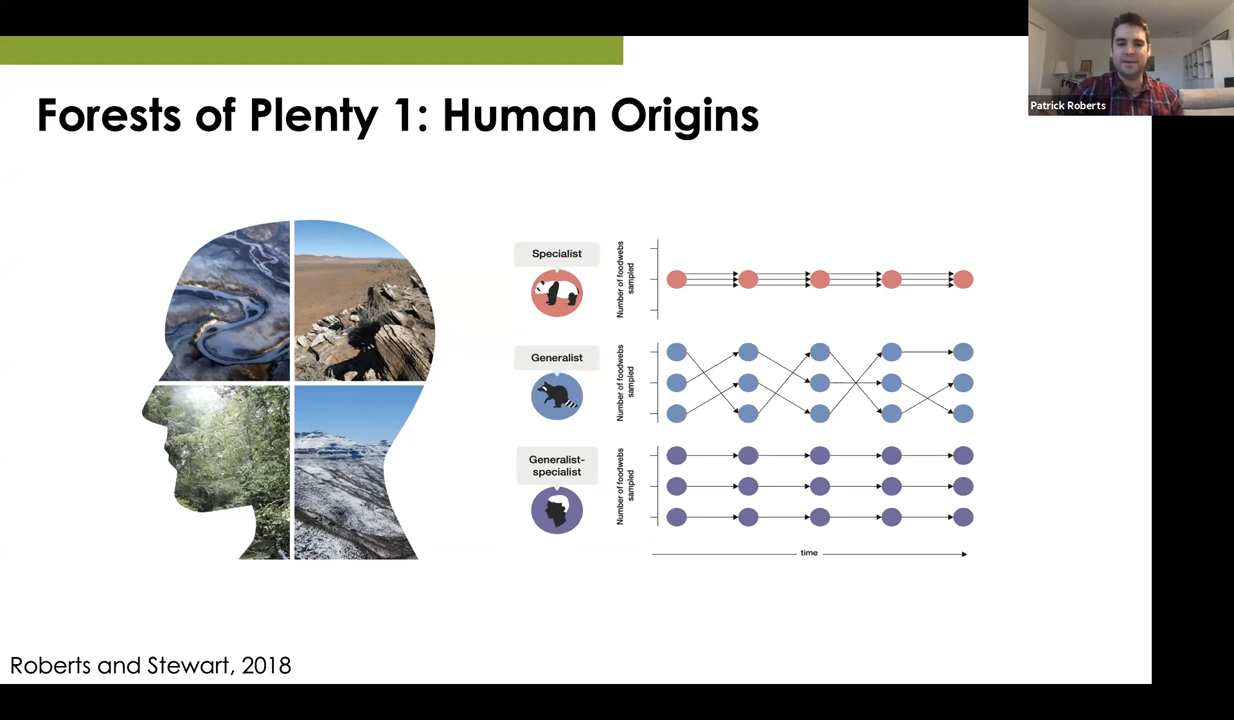 Patrick Roberts
Forests of Plenty 1: Human Origins
Specialist
Number of foodwebs
sampled
Generalist
Number of foodwebs
sampled
Generalist-
specialist
Number of foodwebs
sampled
time
Roberts and Stewart, 2018